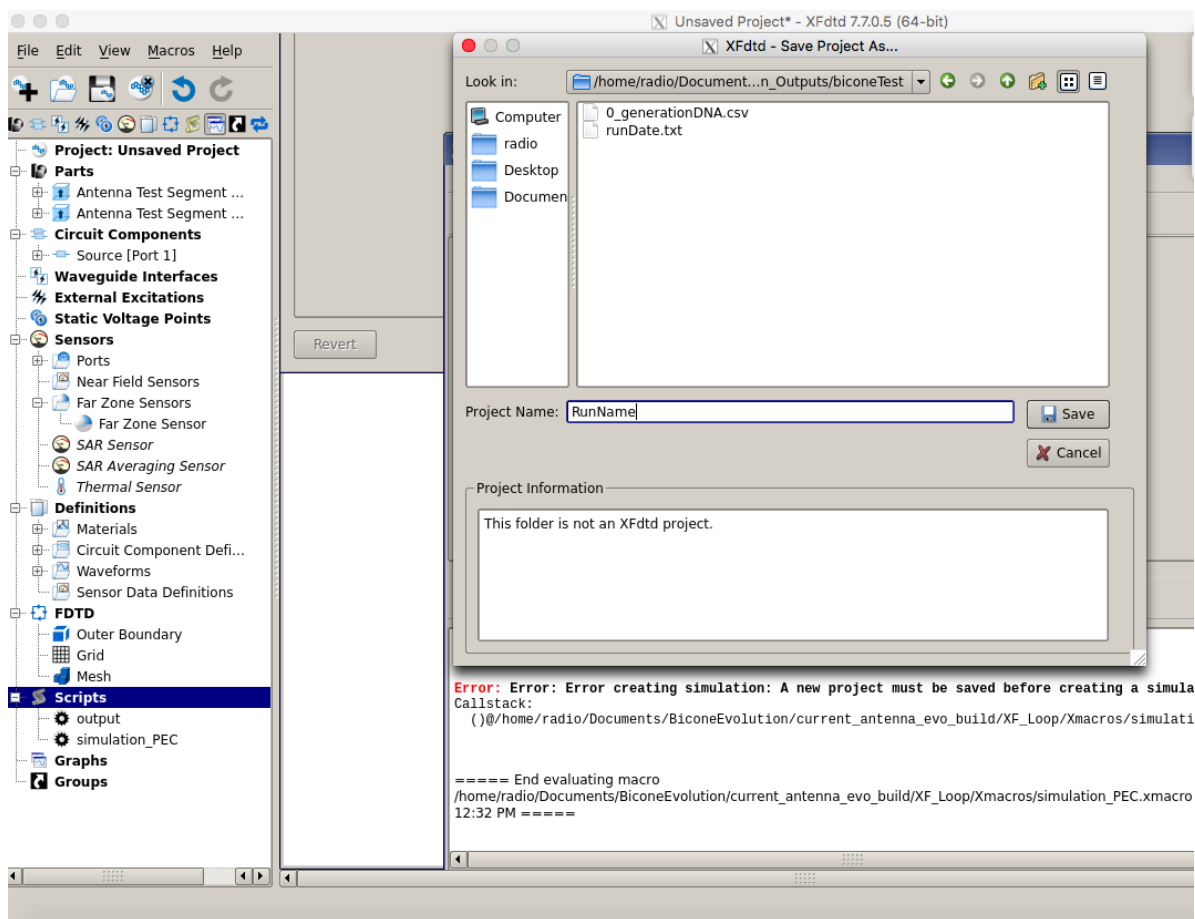 Unsaved Project* - XFdtd 7.7.0.5 (64-bit)
File Edit View Macros Help
Project: Unsaved Project
Parts
Antenna Test Segment ...
Antenna Test Segment ...
Circuit Components
Source [Port 1]
Waveguide Interfaces
External Excitations
Static Voltage Points
Sensors
Ports
Near Field Sensors
Far Zone Sensors
Far Zone Sensor
SAR Sensor
SAR Averaging Sensor
Thermal Sensor
Definitions
Materials
Circuit Component Defi...
Waveforms
Sensor Data Definitions
FDTD
Outer Boundary
Grid
Mesh
Scripts
output
simulation_PEC
Graphs
Groups
Revert
XFdtd - Save Project As...
Look in: /home/radio/Document...n_Outputs/biconeTest
Computer
radio
Desktop
Documen
0_generationDNA.csv
runDate.txt
Project Name: RunName
Save
Cancel
Project Information
This folder is not an XFdtd project.
Error: Error: Error creating simulation: A new project must be saved before creating a simula
Callstack:
()@/home/radio/Documents/BiconeEvolution/current_antenna_evo_build/XF_Loop/Xmacros/simulati
===== End evaluating macro
/home/radio/Documents/BiconeEvolution/current_antenna_evo_build/XF_Loop/Xmacros/simulation_PEC.xmacro
12:32 PM =====